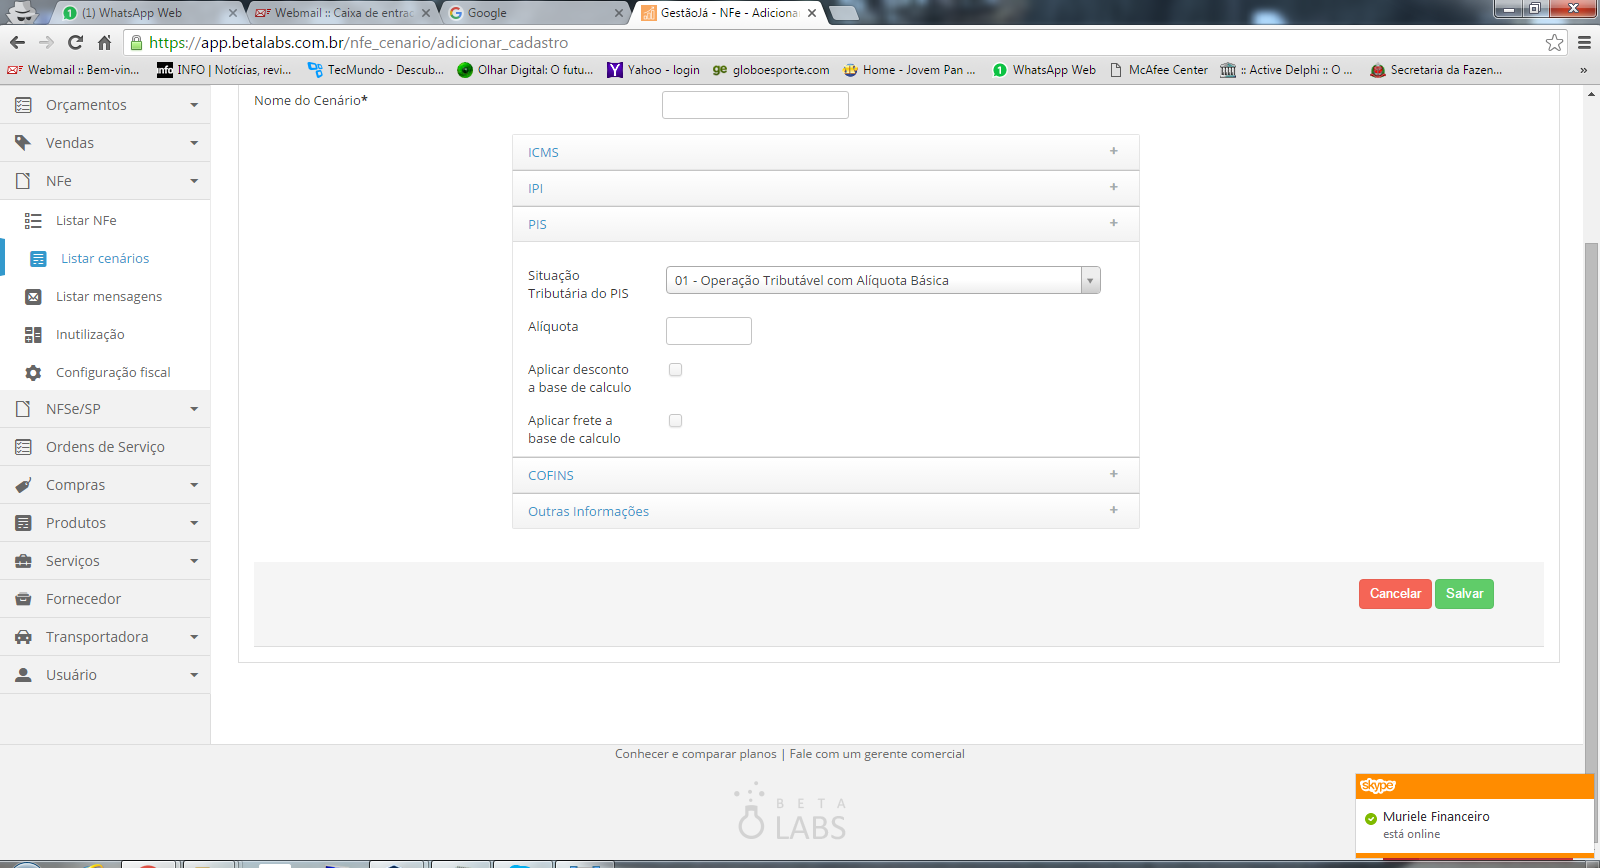 (1) WhatsApp Web
Webmail :: Caixa de entrac
Google
GestãoJá - NFe - Adiciona
https://app.betalabs.com.br/nfe_cenario/adicionar_cadastro
Webmail :: Bem-vin...
info INFO | Notícias, revi...
TecMundo - Descub...
Olhar Digital: O futu...
Yahoo - login
ge globoesporte.com
Home - Jovem Pan ...
1 WhatsApp Web
McAfee Center
:: Active Delphi :: O ...
Secretaria da Fazen...
»
Orçamentos
Vendas
NFe
Listar NFe
Listar cenários
Listar mensagens
Inutilização
Configuração fiscal
NFSe/SP
Ordens de Serviço
Compras
Produtos
Serviços
Fornecedor
Transportadora
Usuário
Nome do Cenário*
ICMS +
IPI +
PIS +
Situação
Tributária do PIS
01 - Operação Tributável com Alíquota Básica
Alíquota
Aplicar desconto
a base de calculo
Aplicar frete a
base de calculo
COFINS +
Outras Informações +
Cancelar Salvar
Conhecer e comparar planos | Fale com um gerente comercial
BETA
LABS
skype
Muriele Financeiro
está online